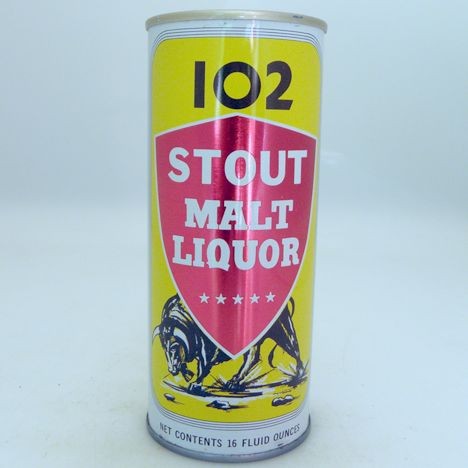 102
STOUT
MALT
LIQUOR
NET CONTENTS 16 FLUID OUNCES